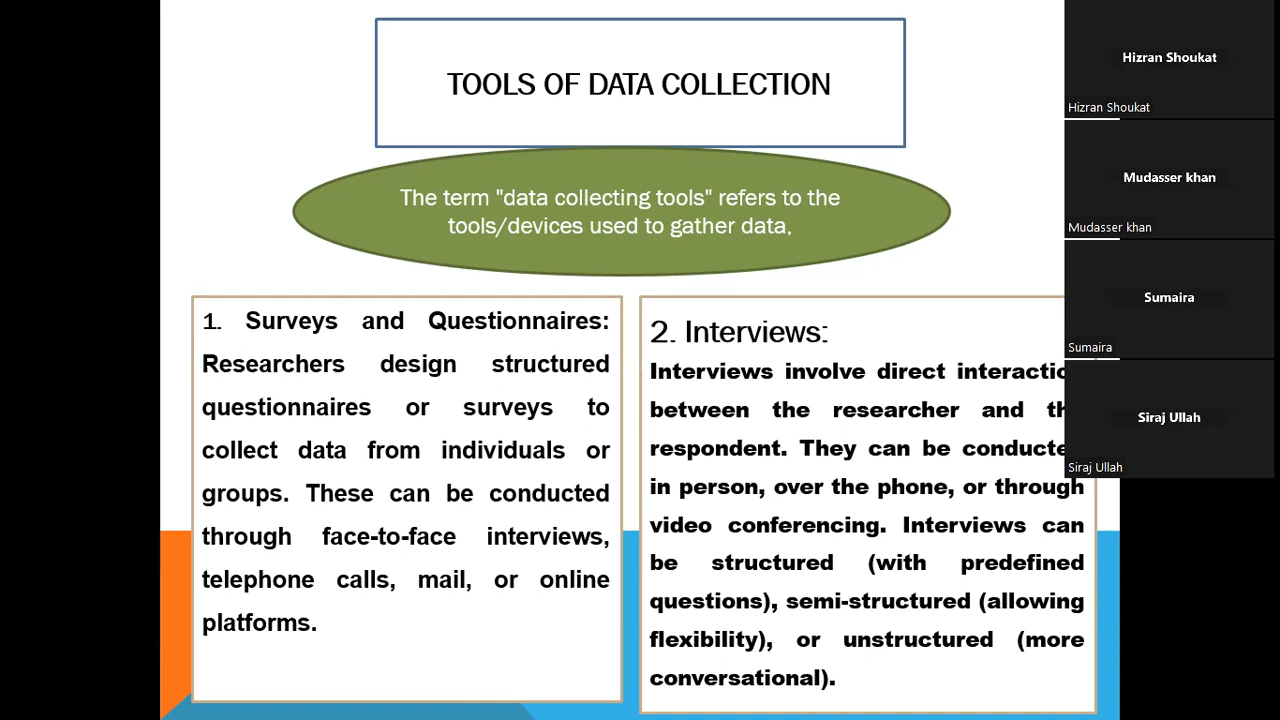 TOOLS OF DATA COLLECTION
The term "data collecting tools" refers to the
tools/devices used to gather data.
1. Surveys and Questionnaires:
Researchers design structured
questionnaires or surveys to
collect data from individuals or
groups. These can be conducted
through face-to-face interviews,
telephone calls, mail, or online
platforms.
2. Interviews:
Interviews involve direct interactio
between the researcher and th
respondent. They can be conducte
in person, over the phone, or through
video conferencing. Interviews can
be structured (with predefined
questions), semi-structured (allowing
flexibility), or unstructured (more
conversational).
Hizran Shoukat
Hizran Shoukat
Mudasser khan
Mudasser khan
Sumaira
Sumaira
Siraj Ullah
Siraj Ullah